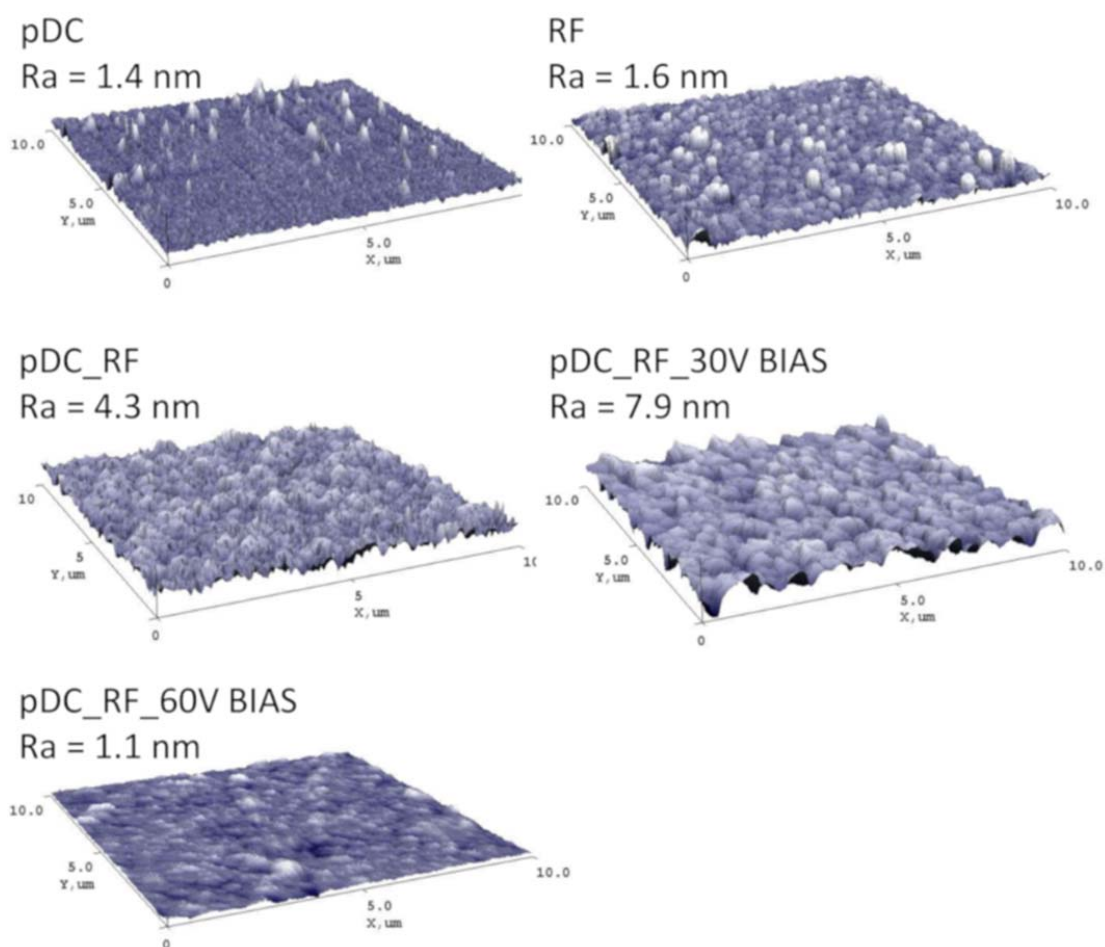 pDC
Ra = 1.4 nm
10.0
5.0
Y,um
0
5.0
X,um
RF
Ra = 1.6 nm
10.0
5.0
Y,um
0
5.0
X,um
10.0
pDC_RF
Ra = 4.3 nm
10
5
Y,um
0
5
X,um
10
pDC_RF_30V BIAS
Ra = 7.9 nm
10.0
5.0
Y,um
0
5.0
X,um
10.0
pDC_RF_60V BIAS
Ra = 1.1 nm
10.0
5.0
Y,um
0
5.0
X,um
10.0